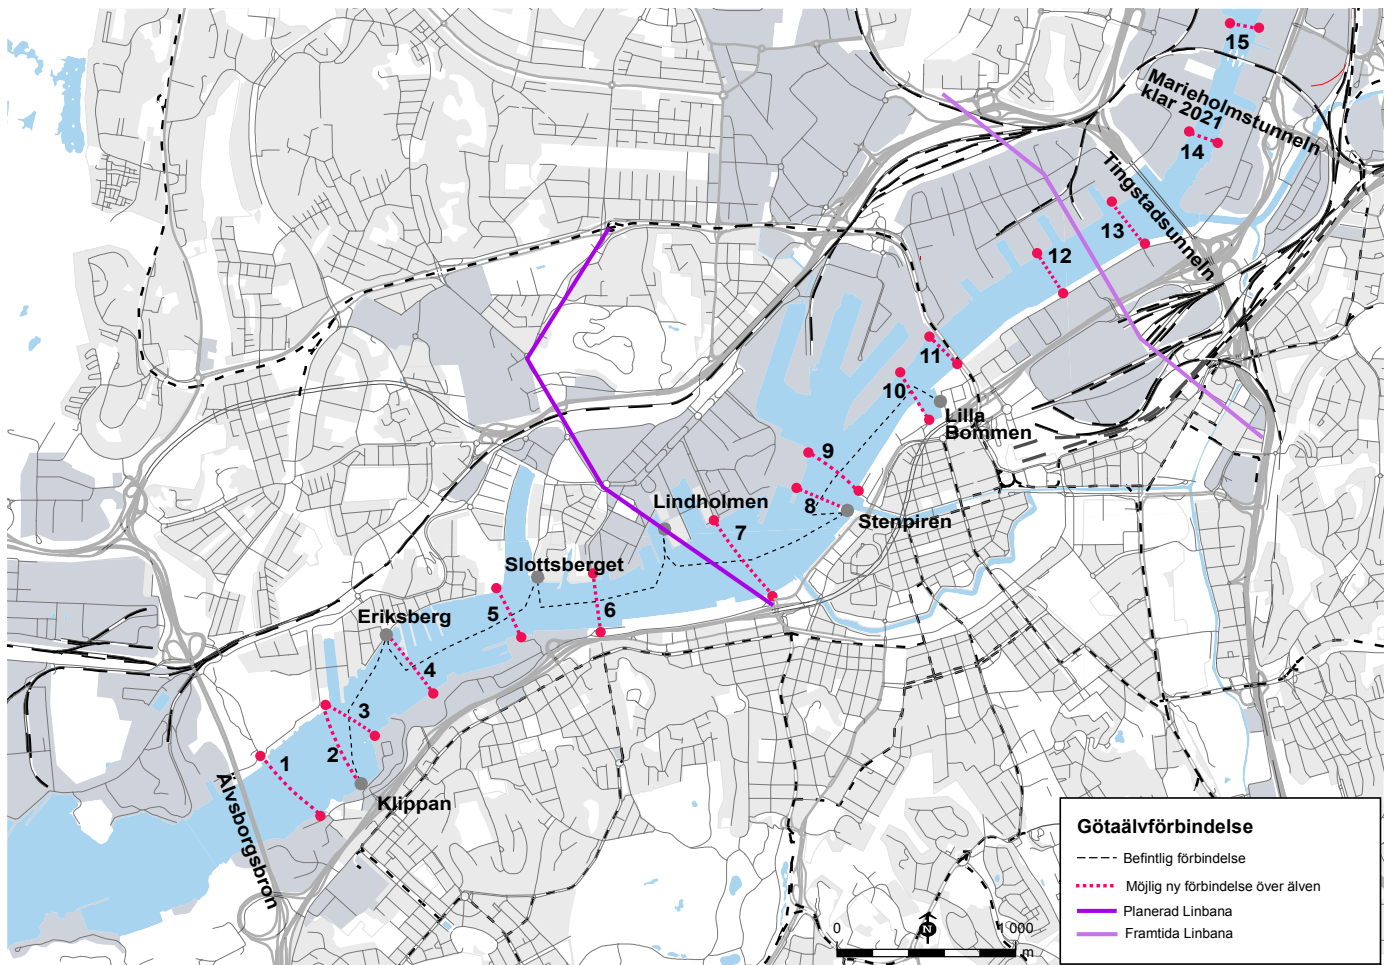 15
Marieholmstunneln
klar 2021
14
Tingstadsunneln
13
12
11
10
Lilla
Bommen
9
8
Stenpiren
Lindholmen
7
Slottsberget
6
5
Eriksberg
4
3
2
1
Klippan
Älvsborgsbron
Götaälvförbindelse
Befintlig förbindelse
Möjlig ny förbindelse över älven
Planerad Linbana
Framtida Linbana
0
1 000
m
N